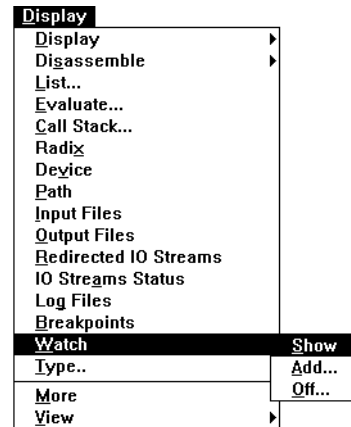 Display
Display
Disassemble
List...
Evaluate...
Call Stack...
Radix
Device
Path
Input Files
Output Files
Redirected IO Streams
IO Streams Status
Log Files
Breakpoints
Watch
Show
Type..
Add...
Off...
More
View